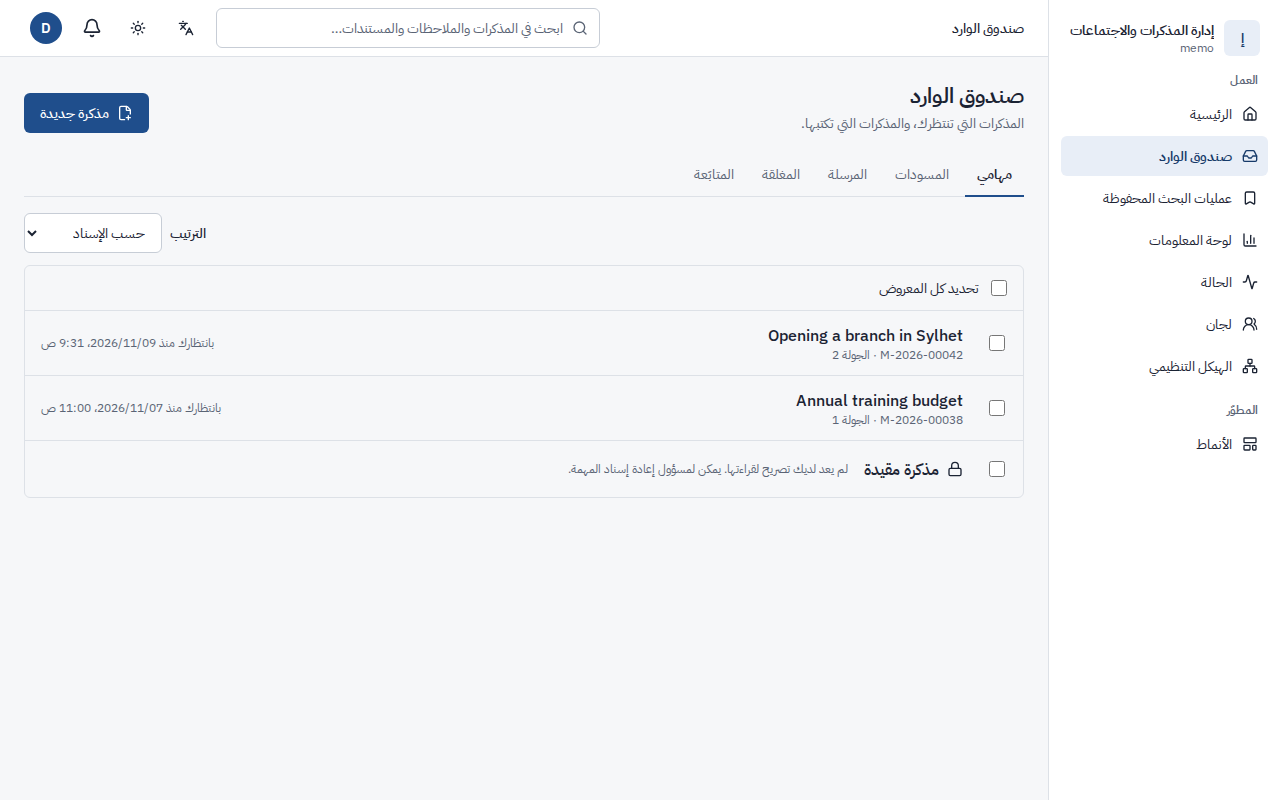 إ
إدارة المذكرات والاجتماعات
memo
العمل
الرئيسية
صندوق الوارد
عمليات البحث المحفوظة
لوحة المعلومات
الحالة
لجان
الهيكل التنظيمي
المطوّر
الأنماط
صندوق الوارد
ابحث في المذكرات والملاحظات والمستندات...
D
صندوق الوارد
المذكرات التي تنتظرك، والمذكرات التي تكتبها.
مذكرة جديدة
مهامي
المسودات
المرسلة
المغلقة
المتابَعة
الترتيب
حسب الإسناد
تحديد كل المعروض
Opening a branch in Sylhet
M-2026-00042 · الجولة 2
بانتظارك منذ 2026/11/09، 9:31 ص
Annual training budget
M-2026-00038 · الجولة 1
بانتظارك منذ 2026/11/07، 11:00 ص
مذكرة مقيدة
لم يعد لديك تصريح لقراءتها. يمكن لمسؤول إعادة إسناد المهمة.